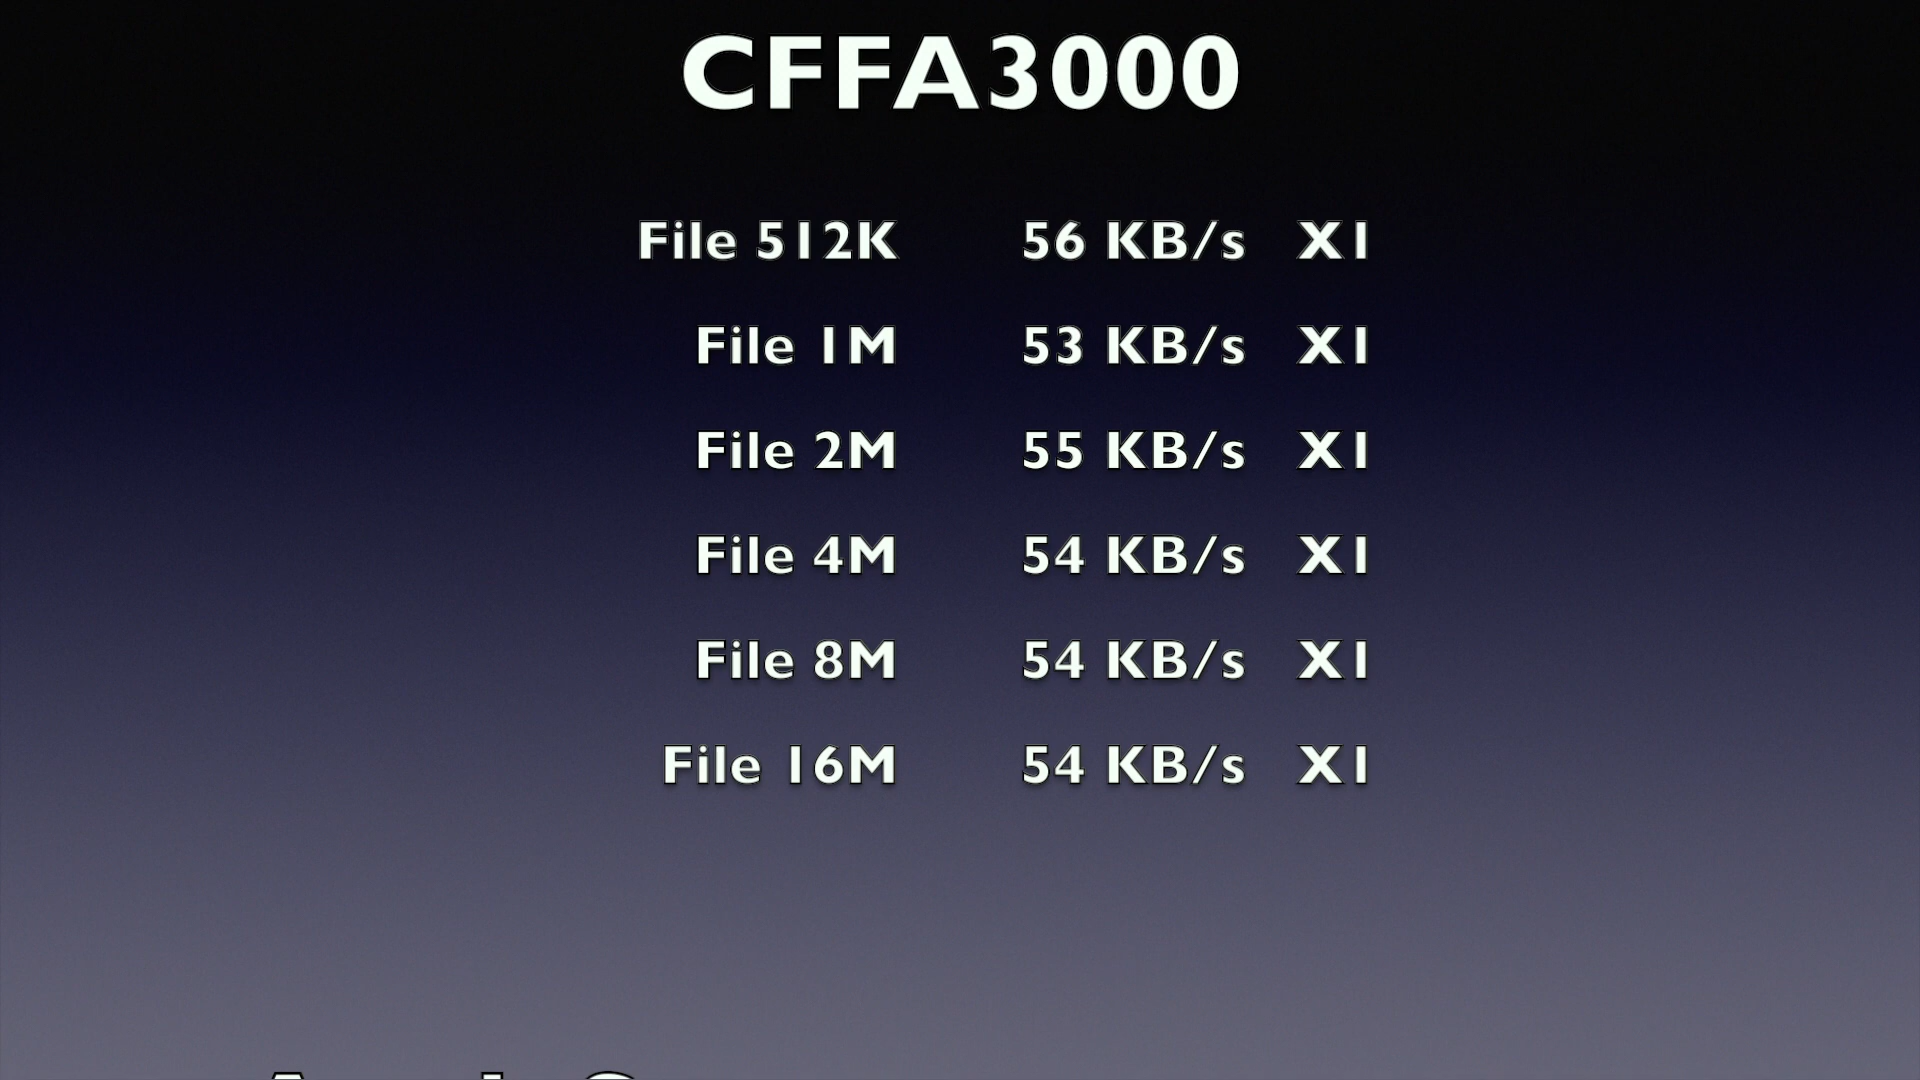 CFFA3000
File 512K 56 KB/s X1
File 1M 53 KB/s X1
File 2M 55 KB/s X1
File 4M 54 KB/s X1
File 8M 54 KB/s X1
File 16M 54 KB/s X1